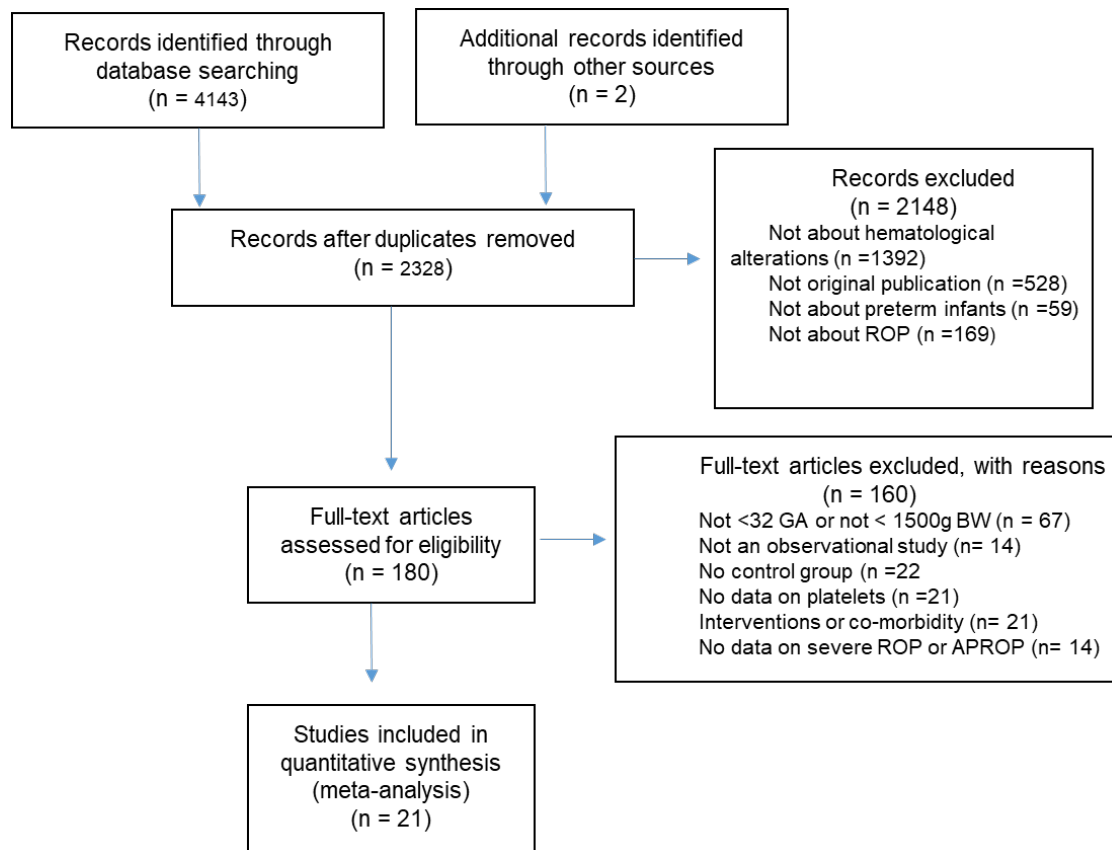 Records identified through
database searching
(n = 4143)
Additional records identified
through other sources
(n = 2)
Records after duplicates removed
(n = 2328)
Records excluded
(n = 2148)
Not about hematological
alterations (n =1392)
Not original publication (n =528)
Not about preterm infants (n =59)
Not about ROP (n =169)
Full-text articles
assessed for eligibility
(n = 180)
Full-text articles excluded, with reasons
(n = 160)
Not <32 GA or not < 1500g BW (n = 67)
Not an observational study (n= 14)
No control group (n =22
No data on platelets (n =21)
Interventions or co-morbidity (n= 21)
No data on severe ROP or APROP (n= 14)
Studies included in
quantitative synthesis
(meta-analysis)
(n = 21)